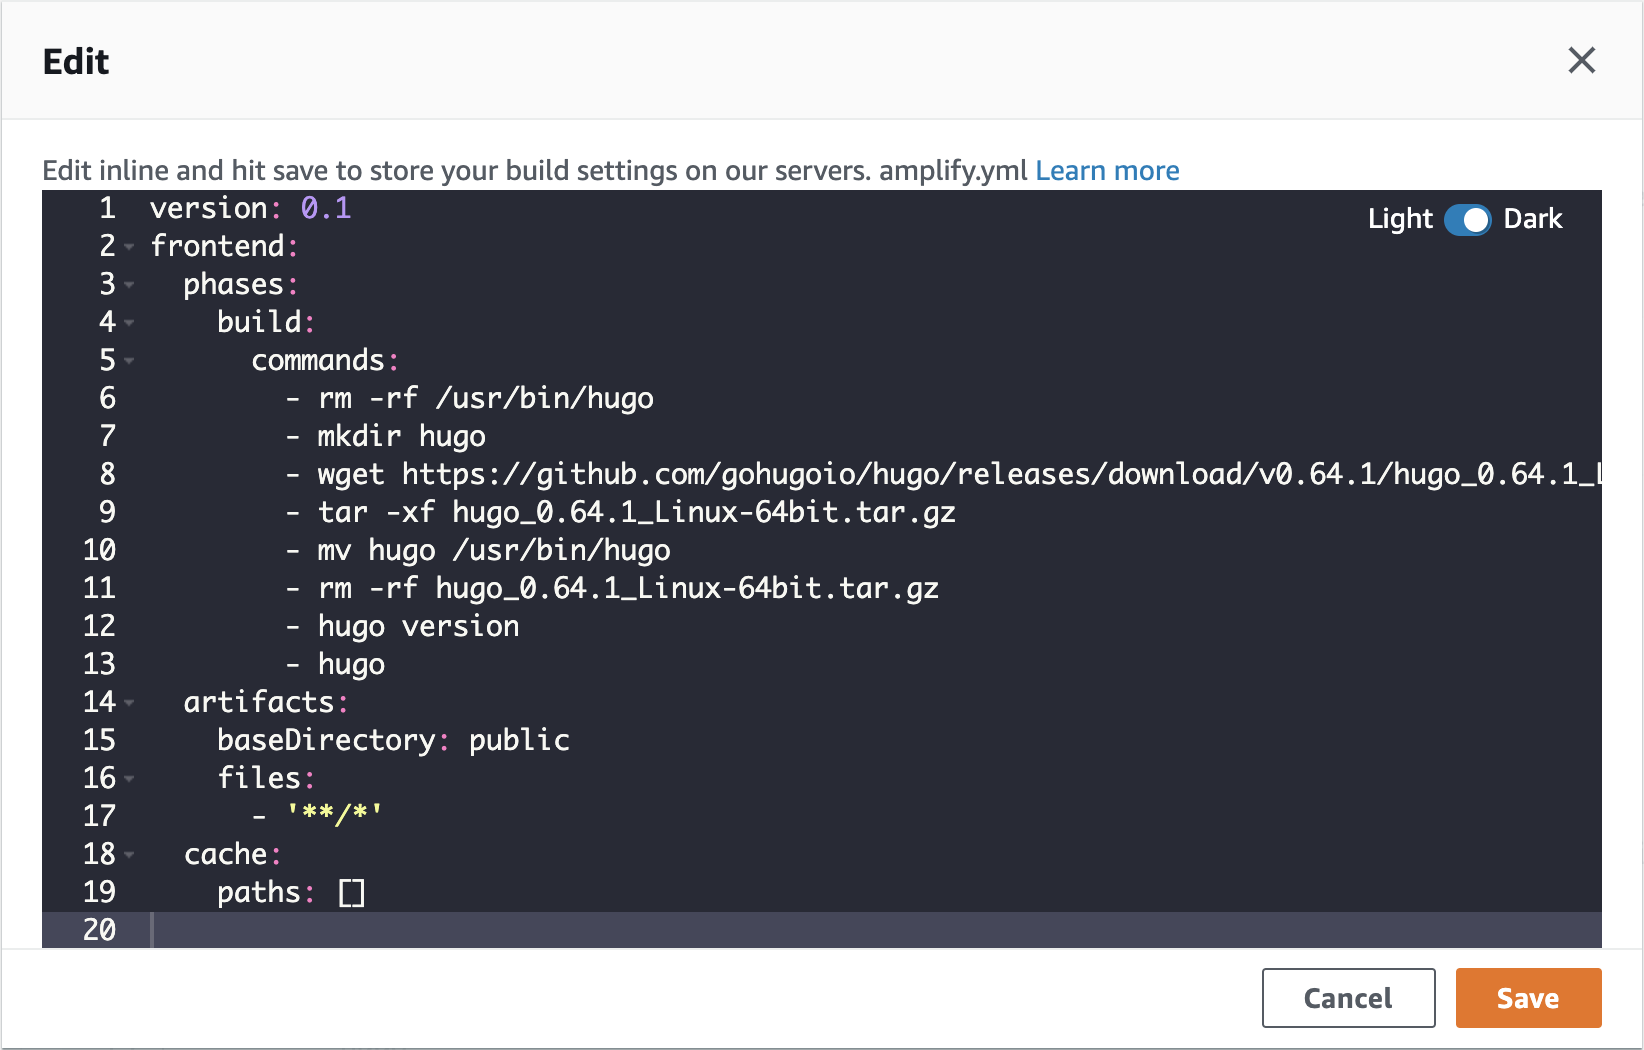 Edit
Edit inline and hit save to store your build settings on our servers. amplify.yml Learn more
Light Dark
1 version: 0.1
2 frontend:
3 phases:
4 build:
5 commands:
6 - rm -rf /usr/bin/hugo
7 - mkdir hugo
8 - wget https://github.com/gohugoio/hugo/releases/download/v0.64.1/hugo_0.64.1_
9 - tar -xf hugo_0.64.1_Linux-64bit.tar.gz
10 - mv hugo /usr/bin/hugo
11 - rm -rf hugo_0.64.1_Linux-64bit.tar.gz
12 - hugo version
13 - hugo
14 artifacts:
15 baseDirectory: public
16 files:
17 - '**/*'
18 cache:
19 paths: []
20
Cancel Save